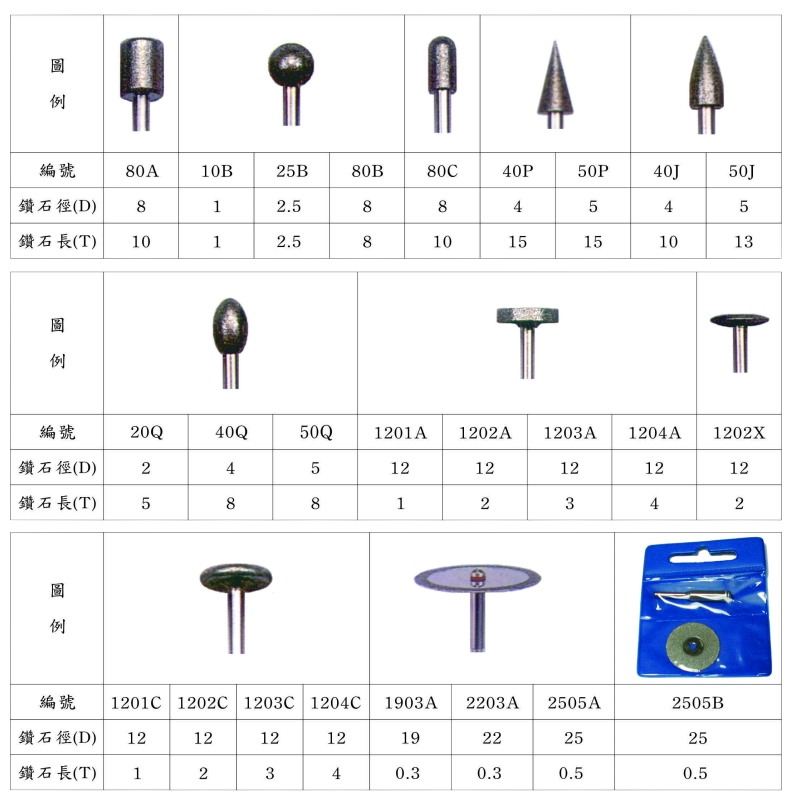 圖
例
編號 80A 10B 25B 80B 80C 40P 50P 40J 50J
鑽石徑(D) 8 1 2.5 8 8 4 5 4 5
鑽石長(T) 10 1 2.5 8 10 15 15 10 13
圖
例
編號 20Q 40Q 50Q 1201A 1202A 1203A 1204A 1202X
鑽石徑(D) 2 4 5 12 12 12 12 12
鑽石長(T) 5 8 8 1 2 3 4 2
圖
例
編號 1201C 1202C 1203C 1204C 1903A 2203A 2505A 2505B
鑽石徑(D) 12 12 12 12 19 22 25 25
鑽石長(T) 1 2 3 4 0.3 0.3 0.5 0.5